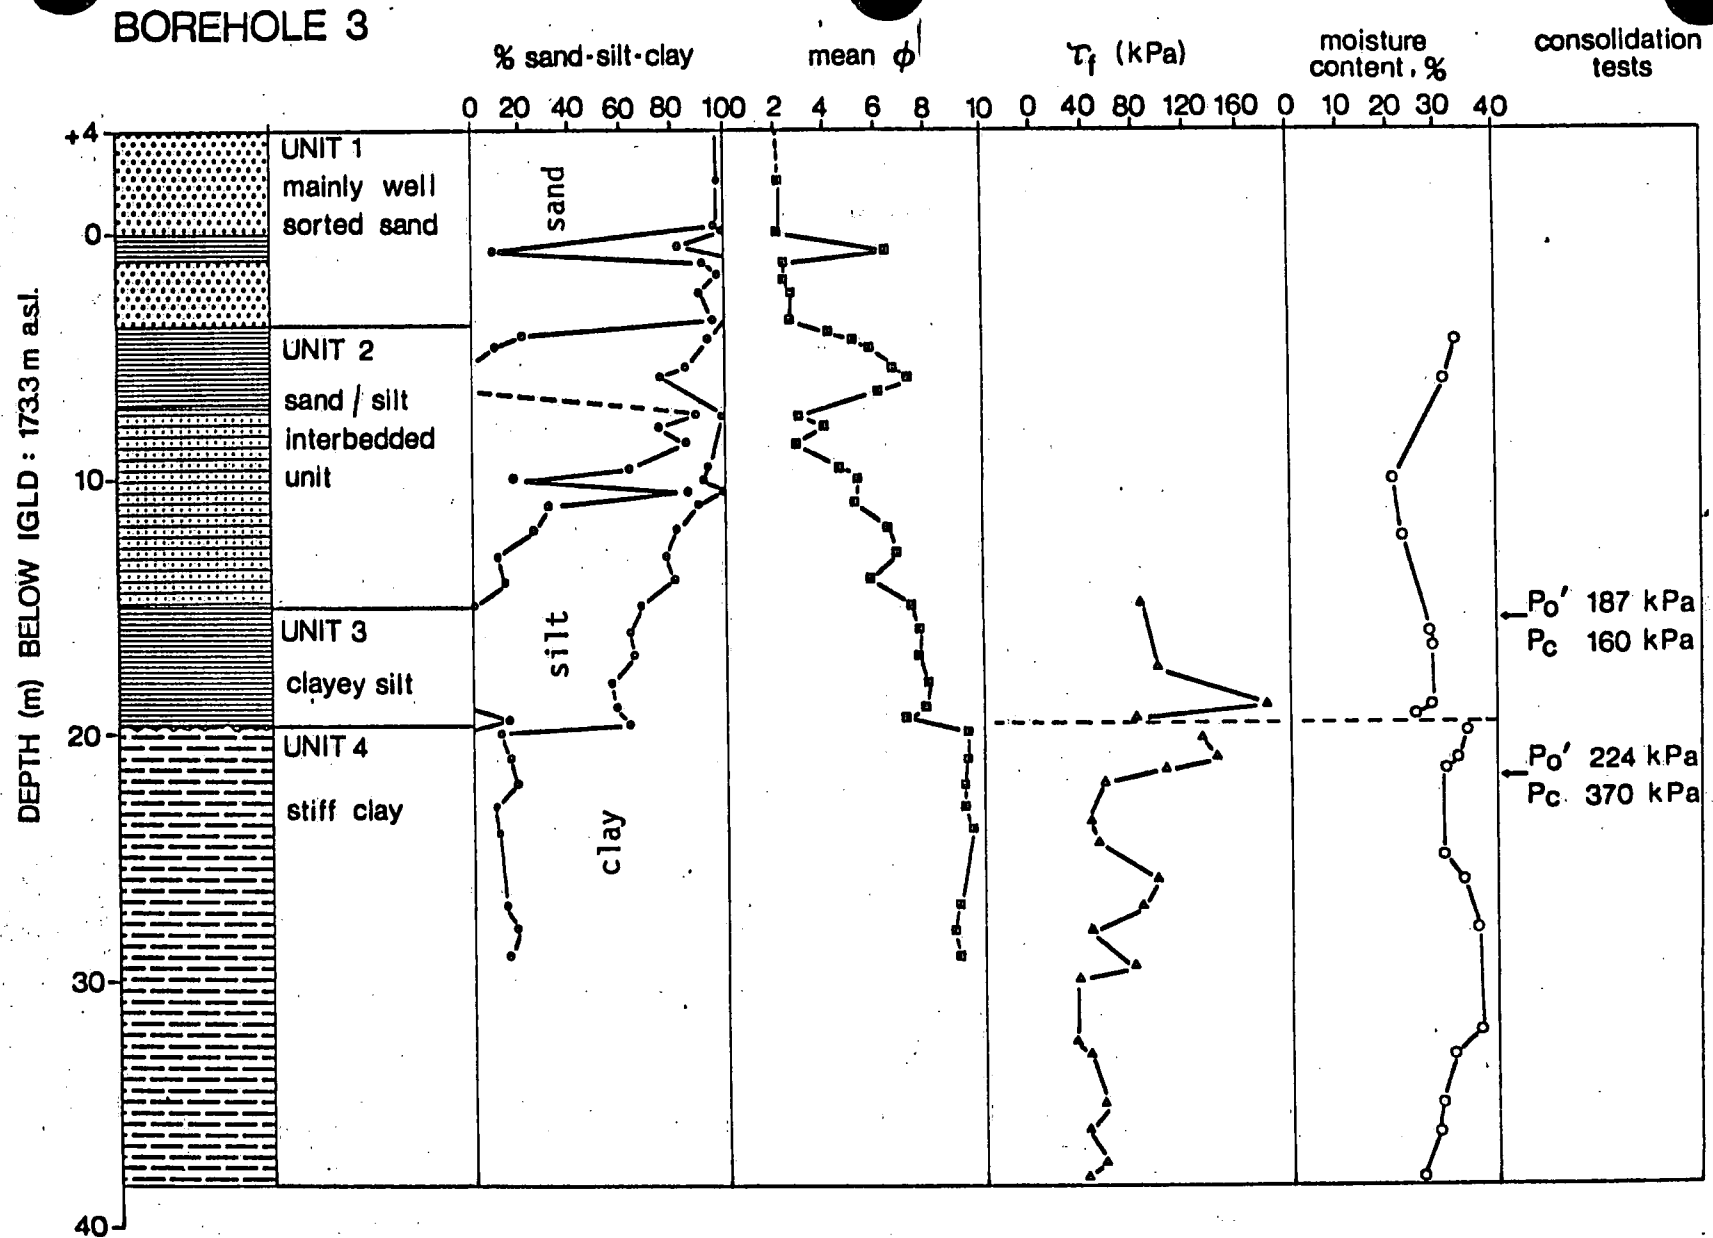 BOREHOLE 3
% sand-silt-clay
mean ϕ
τf (kPa)
moisture
content, %
consolidation
tests
0 20 40 60 80 100
2 4 6 8 10
0 40 80 120 160
0 10 20 30 40
+4
0
10
20
30
40
DEPTH (m) BELOW IGLD : 173.3 m a.s.l.
UNIT 1
mainly well
sorted sand
UNIT 2
sand / silt
interbedded
unit
UNIT 3
clayey silt
UNIT 4
stiff clay
sand
silt
clay
Po' 187 kPa
Pc 160 kPa
Po' 224 kPa
Pc 370 kPa